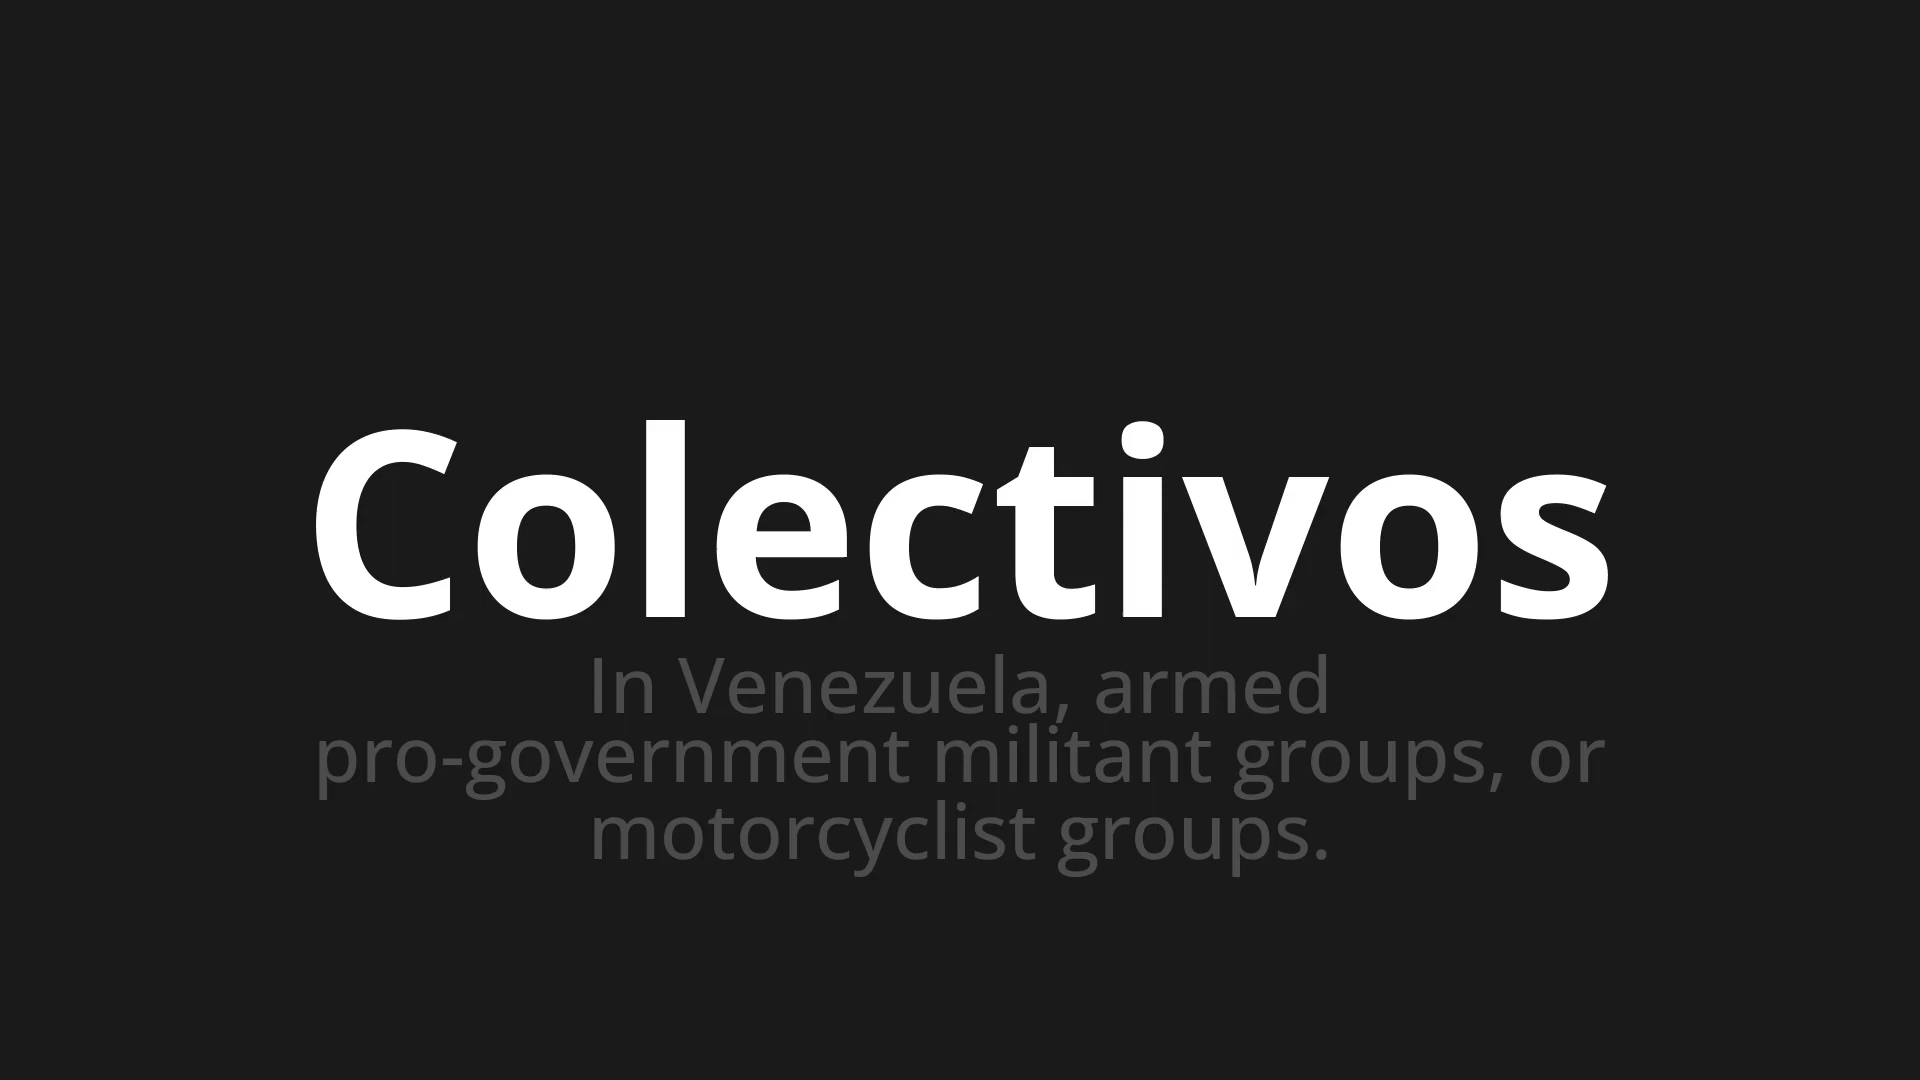 Colectivos
In Venezuela, armed
pro-government militant groups, or
motorcyclist groups.